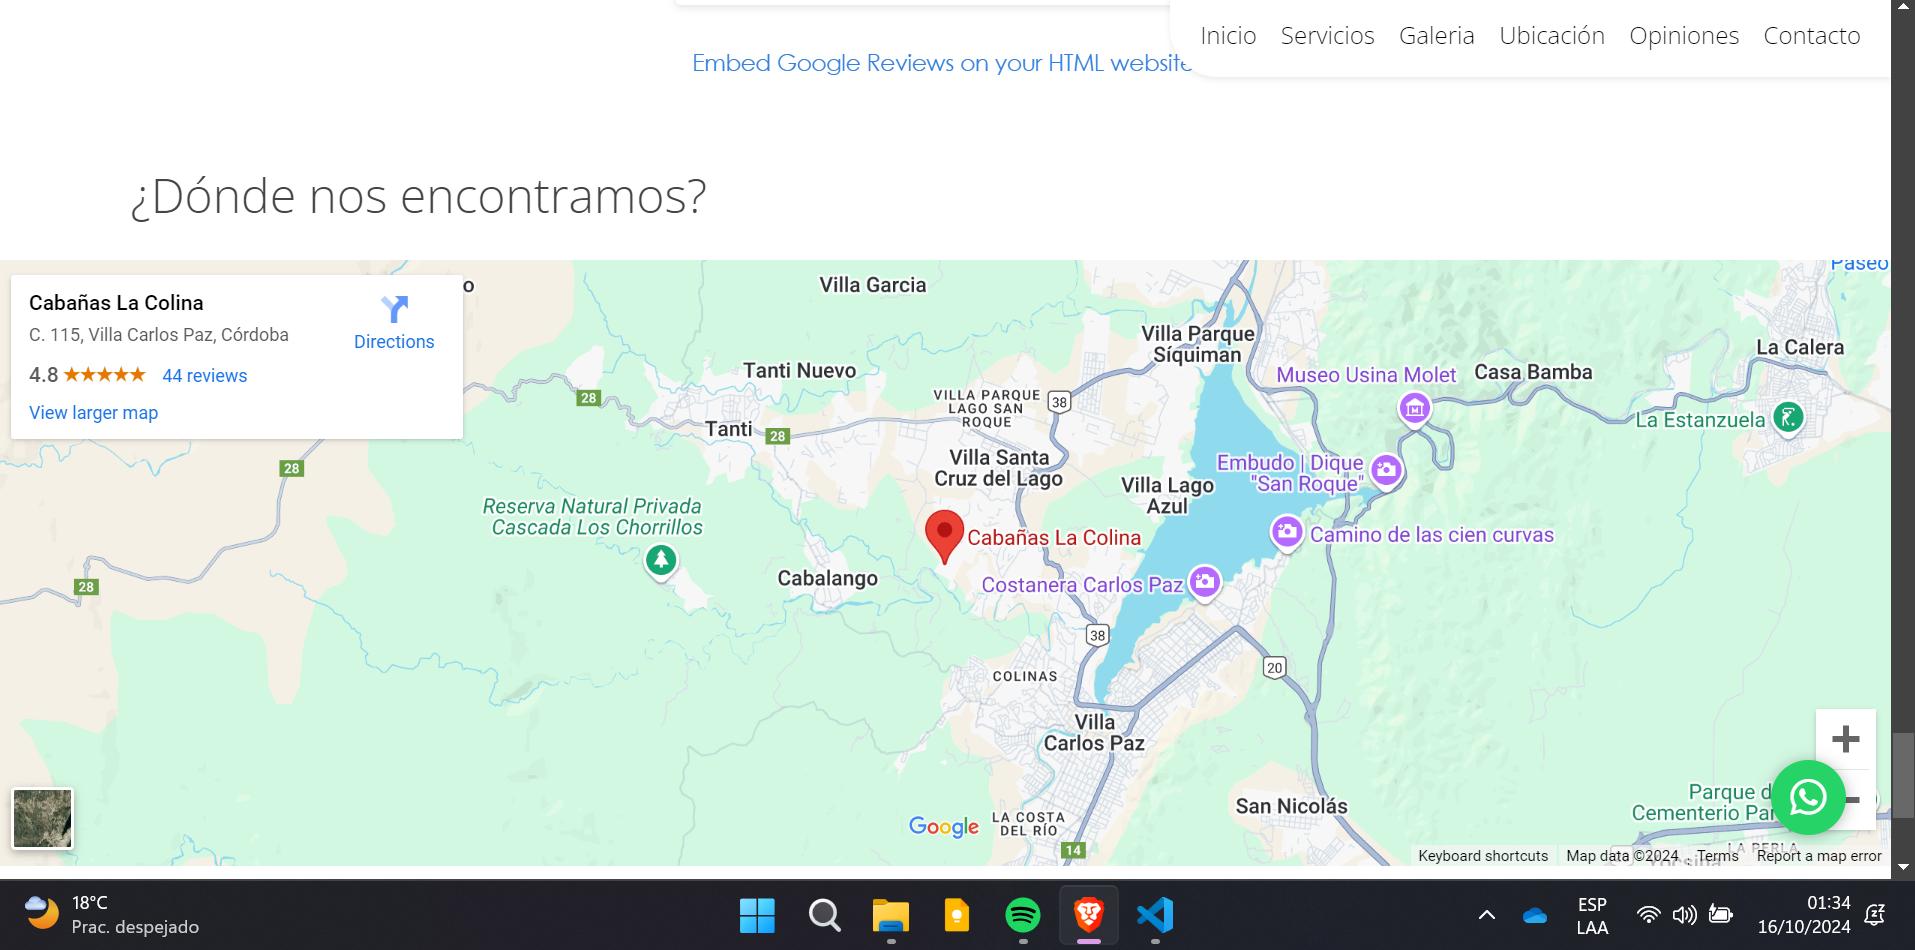 Inicio Servicios Galeria Ubicación Opiniones Contacto
Embed Google Reviews on your HTML website
¿Dónde nos encontramos?
Cabañas La Colina
C. 115, Villa Carlos Paz, Córdoba
Directions
4.8
44 reviews
View larger map
o
Villa Garcia
Paseo
Villa Parque
Síquiman
La Calera
Tanti Nuevo
Museo Usina Molet
Casa Bamba
28
VILLA PARQUE
LAGO SAN
ROQUE
38
La Estanzuela
Tanti
28
28
Villa Santa
Cruz del Lago
Embudo | Dique
"San Roque"
Villa Lago
Azul
Reserva Natural Privada
Cascada Los Chorrillos
Cabañas La Colina
Camino de las cien curvas
28
Cabalango
Costanera Carlos Paz
38
COLINAS
20
Villa
Carlos Paz
San Nicolás
Parque d
Cementerio Par
Google
LA COSTA
DEL RÍO
14
LA PERLA
Yocsina
Keyboard shortcuts
Map data ©2024
Terms
Report a map error
18°C
Prac. despejado
ESP
LAA
01:34
16/10/2024